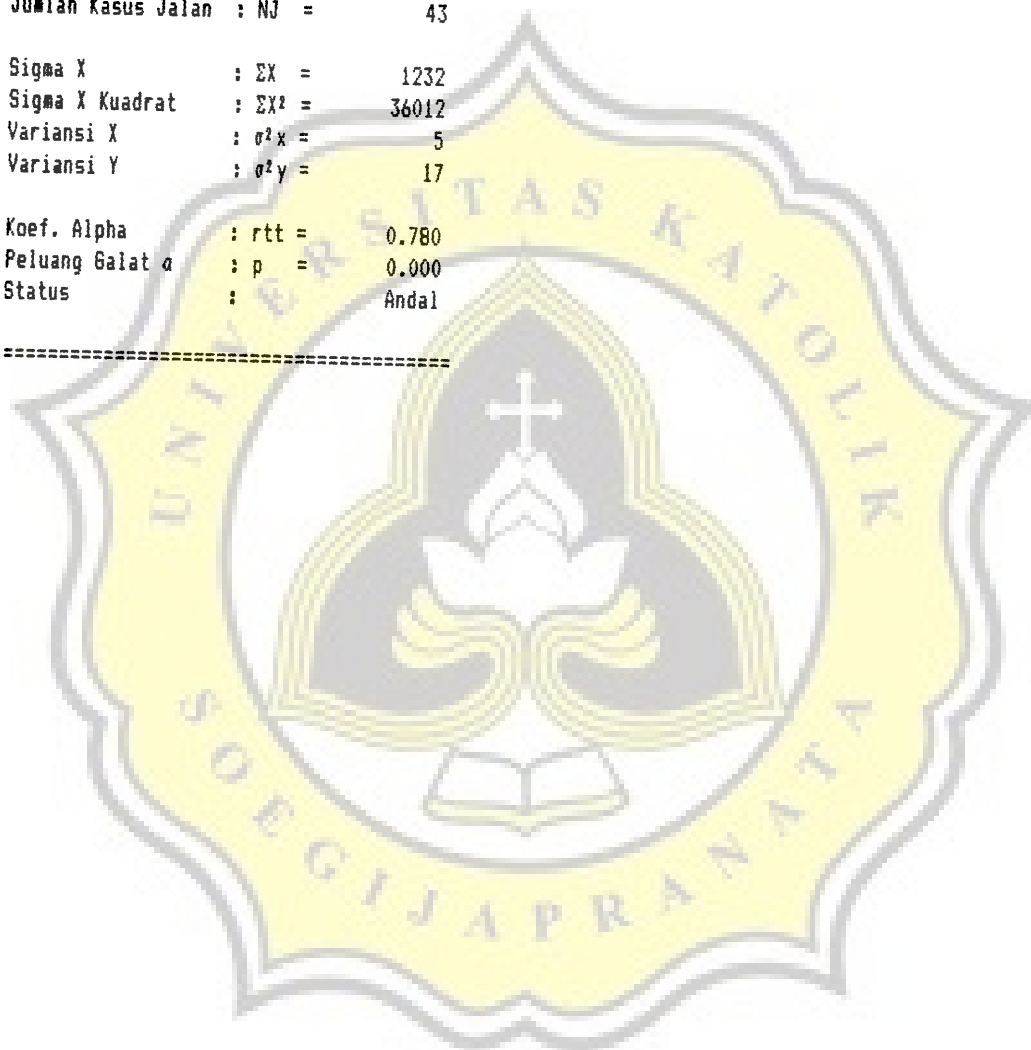 Jumlah Kasus Jalan : NJ = 43
Sigma X : ΣX = 1232
Sigma X Kuadrat : ΣX² = 36012
Variansi X : σ²x = 5
Variansi Y : σ²y = 17
Koef. Alpha : rtt = 0.780
Peluang Galat α : p = 0.000
Status : Andal
========================================
UNIVERSITAS KATOLIK
SOEGIJAPRANATA